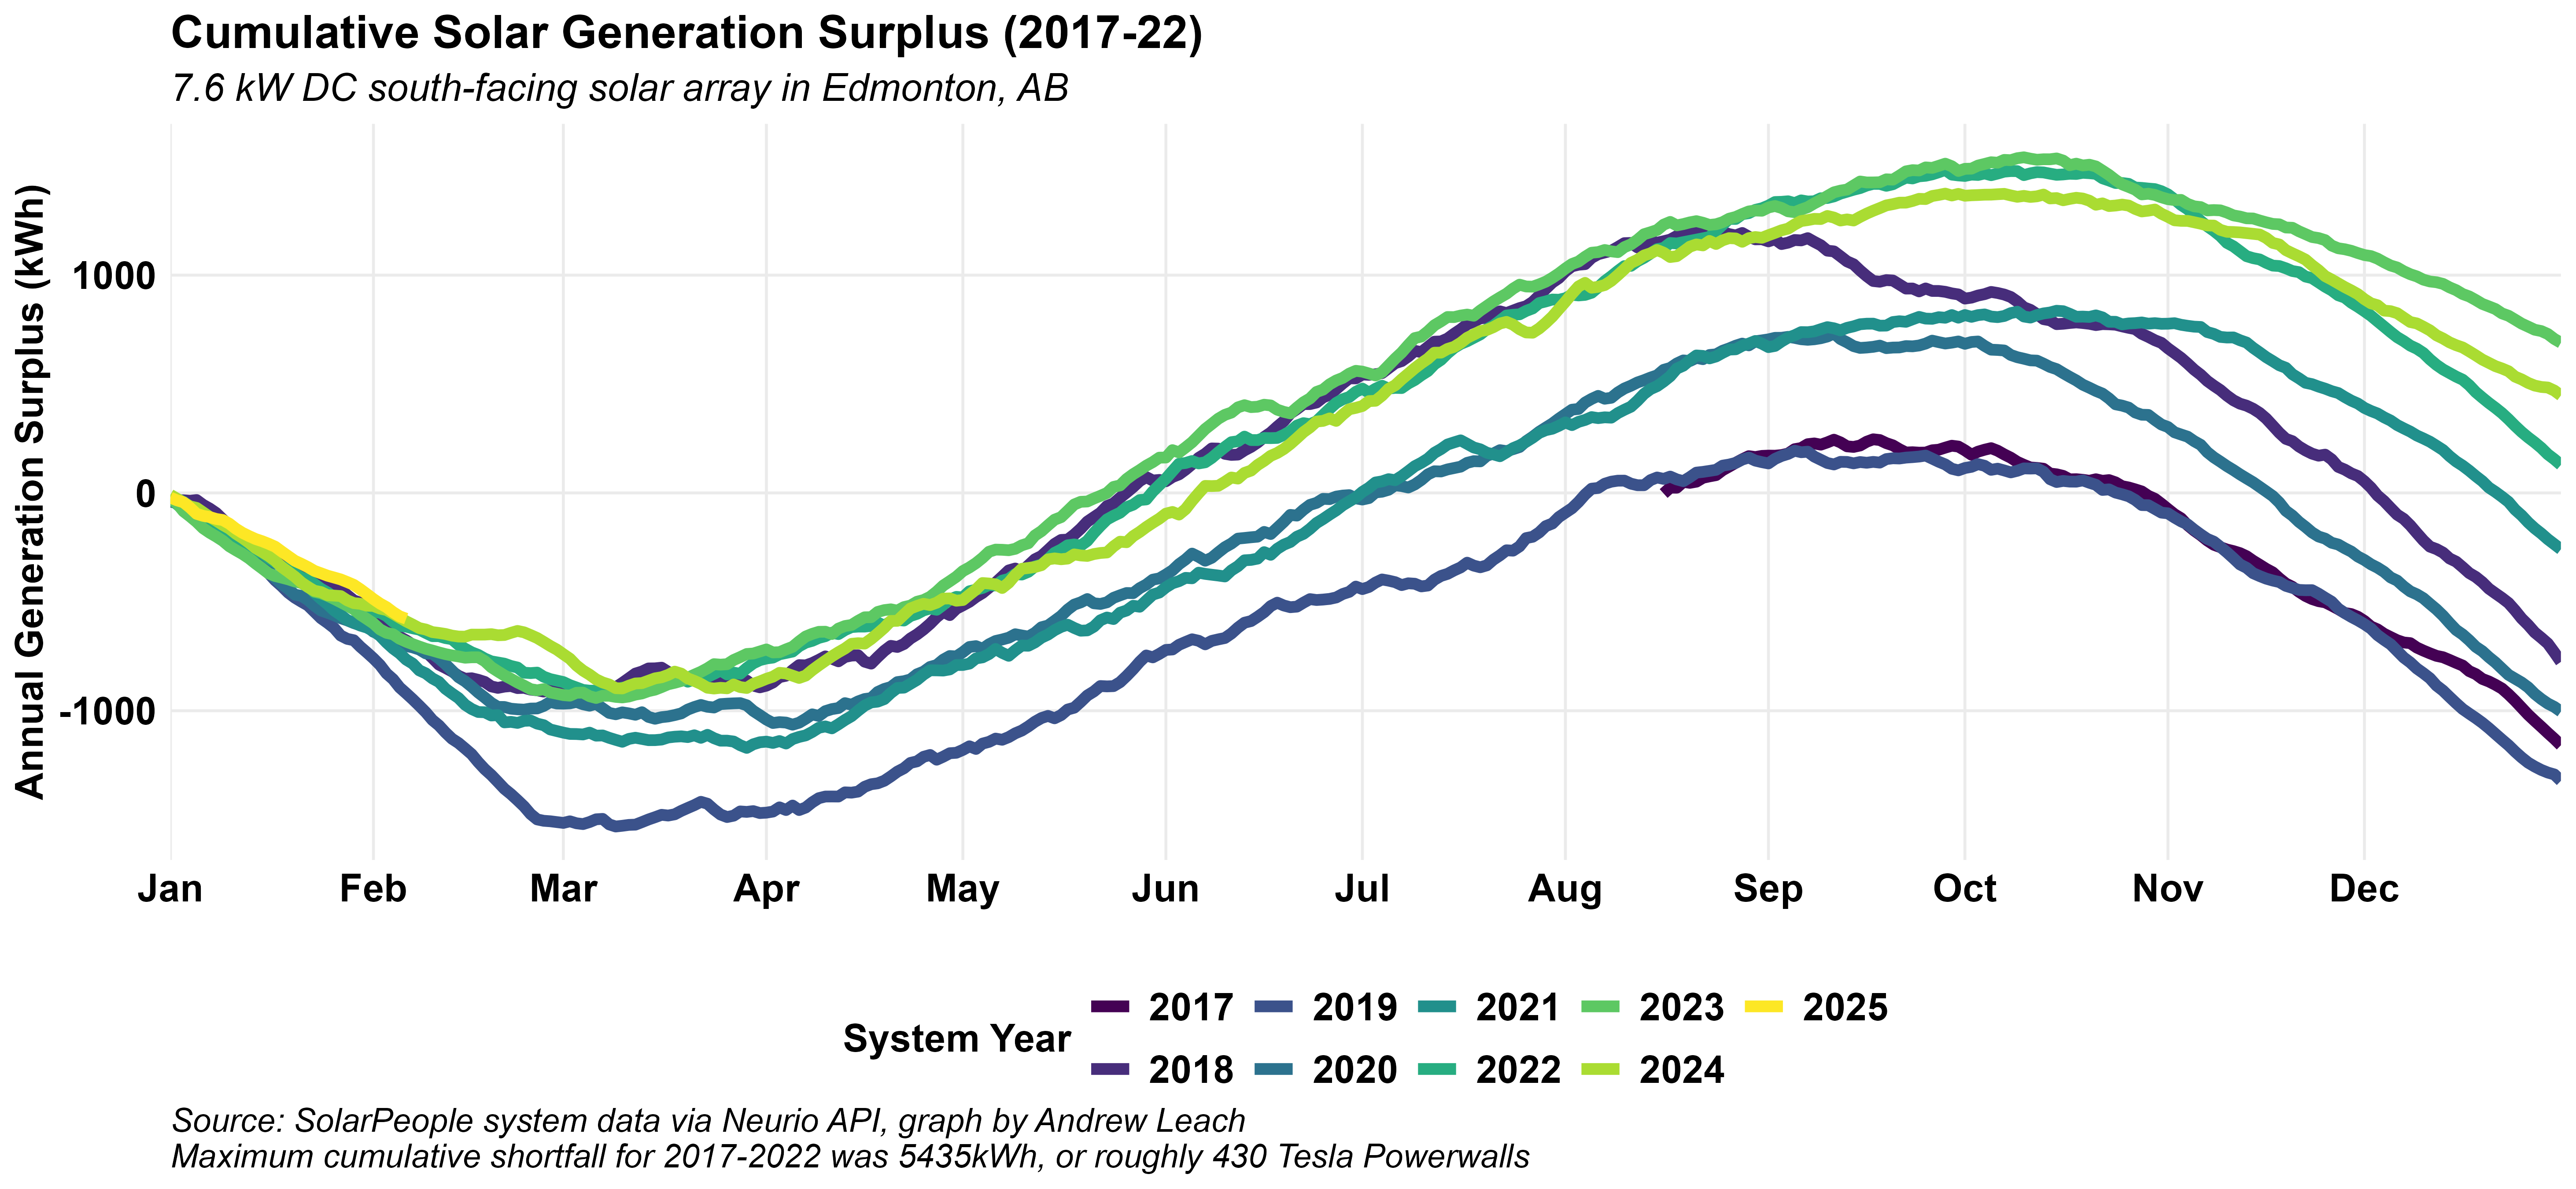 Cumulative Solar Generation Surplus (2017-22)
7.6 kW DC south-facing solar array in Edmonton, AB
Annual Generation Surplus (kWh)
1000
0
-1000
Jan Feb Mar Apr May Jun Jul Aug Sep Oct Nov Dec
System Year
2017 2019 2021 2023 2025
2018 2020 2022 2024
Source: SolarPeople system data via Neurio API, graph by Andrew Leach
Maximum cumulative shortfall for 2017-2022 was 5435kWh, or roughly 430 Tesla Powerwalls